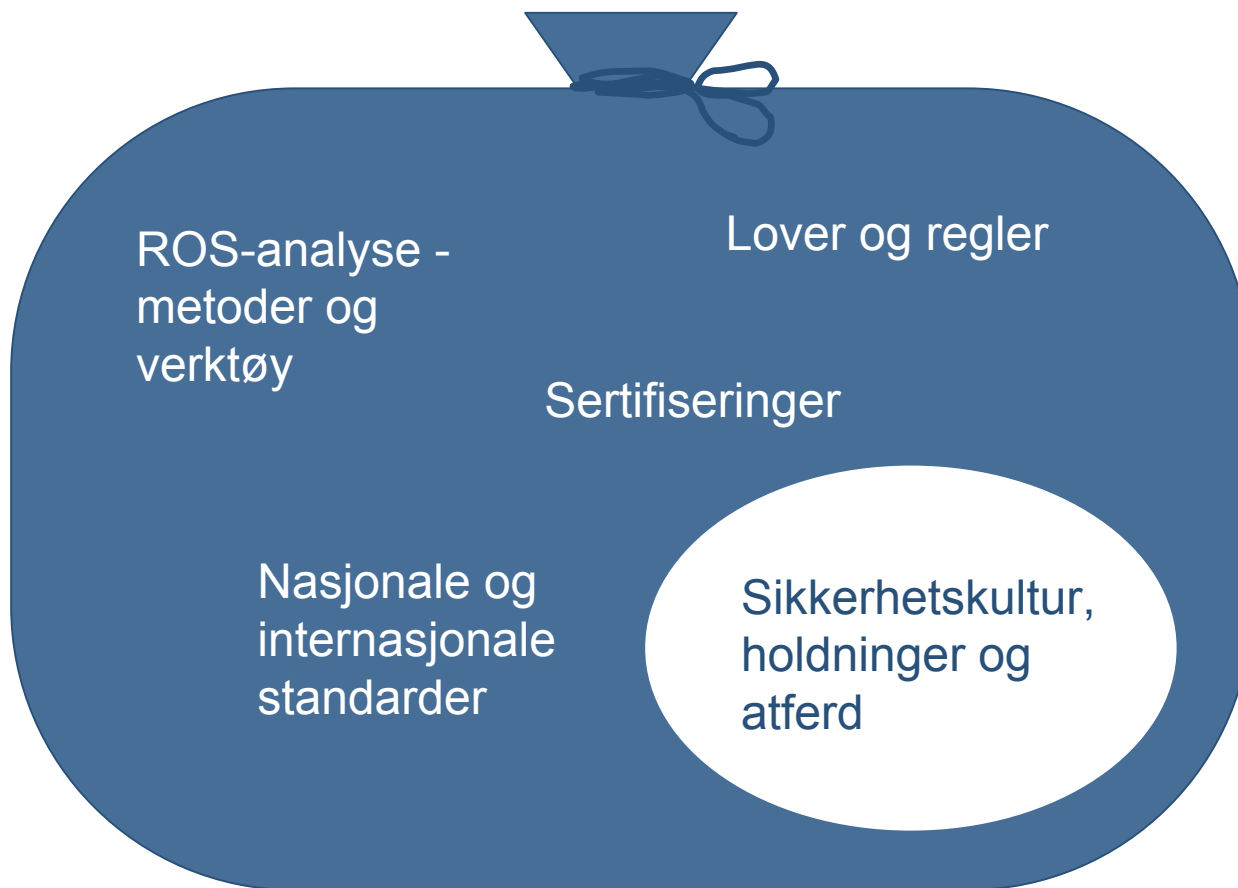 ROS-analyse -
metoder og
verktøy
Lover og regler
Sertifiseringer
Nasjonale og
internasjonale
standarder
Sikkerhetskultur,
holdninger og
atferd